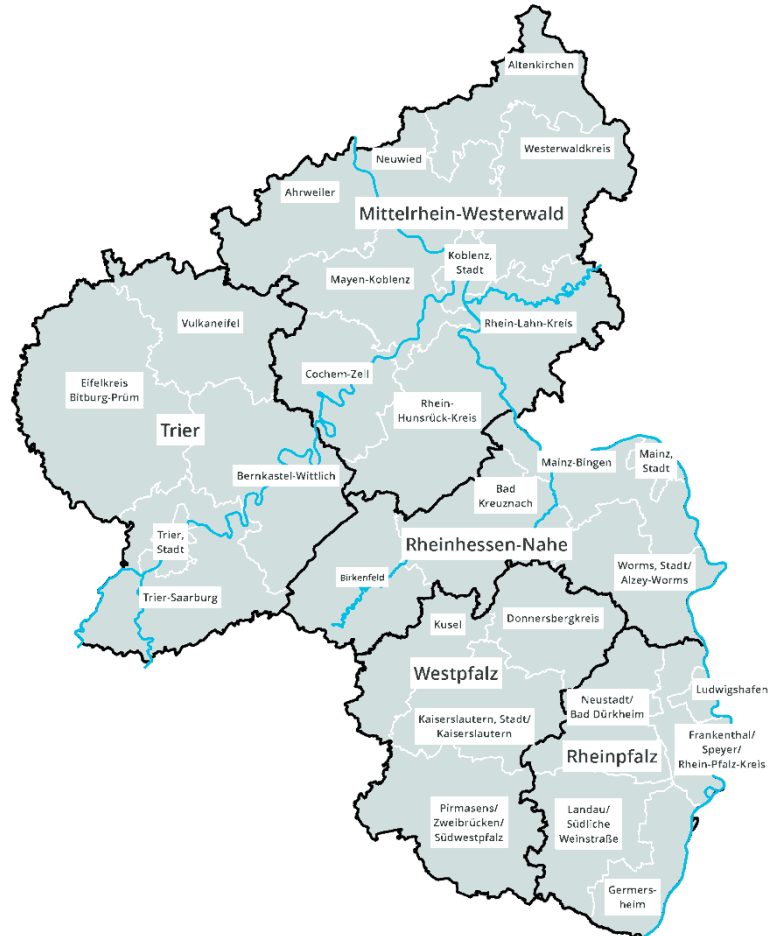 Altenkirchen
Westerwaldkreis
Neuwied
Ahrweiler
Mittelrhein-Westerwald
Koblenz,
Stadt
Mayen-Koblenz
Rhein-Lahn-Kreis
Vulkaneifel
Cochem-Zell
Eifelkreis
Bitburg-Prüm
Rhein-
Hunsrück-Kreis
Trier
Mainz-Bingen
Mainz,
Stadt
Bernkastel-Wittlich
Bad
Kreuznach
Trier,
Stadt
Rheinhessen-Nahe
Worms, Stadt/
Alzey-Worms
Birkenfeld
Trier-Saarburg
Kusel
Donnersbergkreis
Westpfalz
Ludwigshafen
Neustadt/
Bad Dürkheim
Kaiserslautern, Stadt/
Kaiserslautern
Frankenthal/
Speyer/
Rhein-Pfalz-Kreis
Rheinpfalz
Pirmasens/
Zweibrücken/
Südwestpfalz
Landau/
Südliche
Weinstraße
Germers-
heim